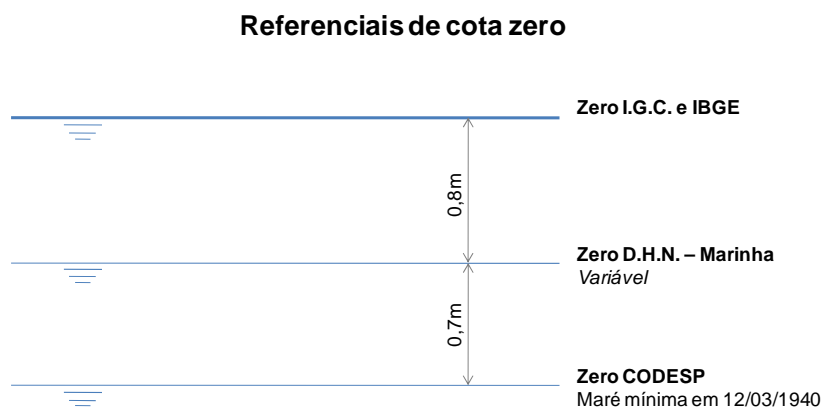 Referenciais de cota zero
Zero I.G.C. e IBGE
0,8m
Zero D.H.N. – Marinha
Variável
0,7m
Zero CODESP
Maré mínima em 12/03/1940